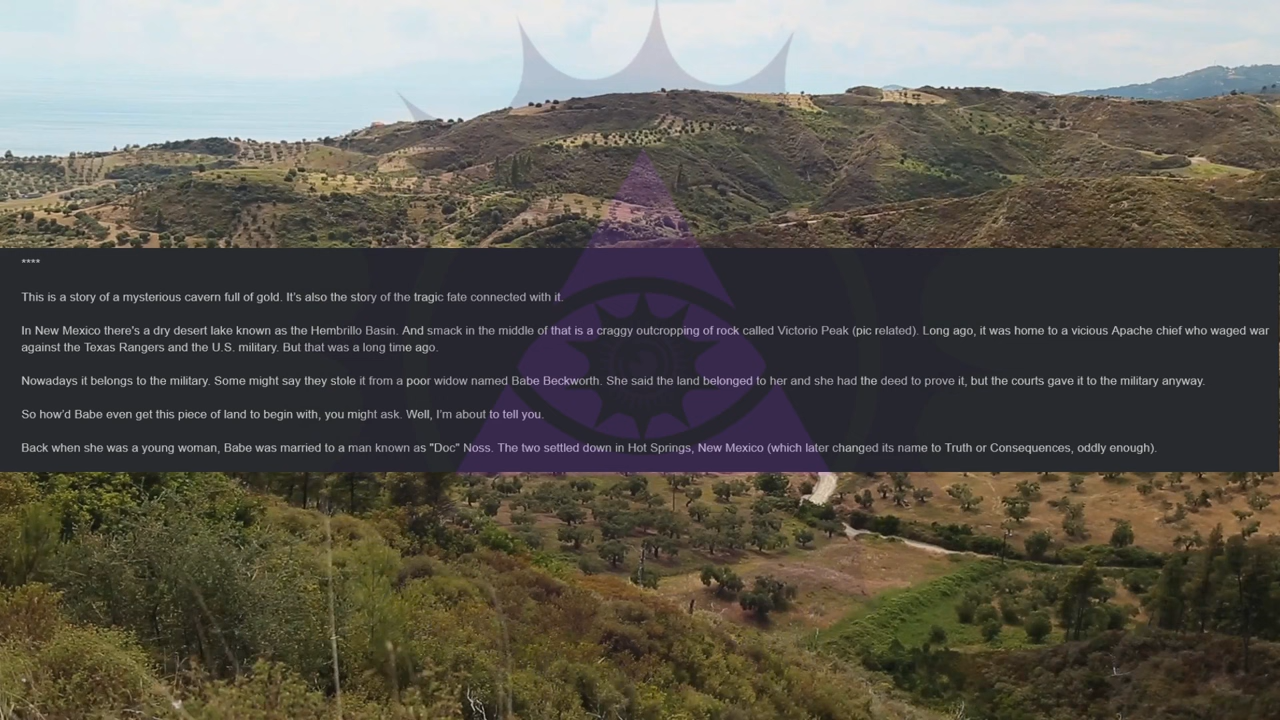 ****
This is a story of a mysterious cavern full of gold. It's also the story of the tragic fate connected with it.
In New Mexico there's a dry desert lake known as the Hembrillo Basin. And smack in the middle of that is a craggy outcropping of rock called Victorio Peak (pic related). Long ago, it was home to a vicious Apache chief who waged war
against the Texas Rangers and the U.S. military. But that was a long time ago.
Nowadays it belongs to the military. Some might say they stole it from a poor widow named Babe Beckworth. She said the land belonged to her and she had the deed to prove it, but the courts gave it to the military anyway.
So how'd Babe even get this piece of land to begin with, you might ask. Well, I'm about to tell you.
Back when she was a young woman, Babe was married to a man known as "Doc" Noss. The two settled down in Hot Springs, New Mexico (which later changed its name to Truth or Consequences, oddly enough).